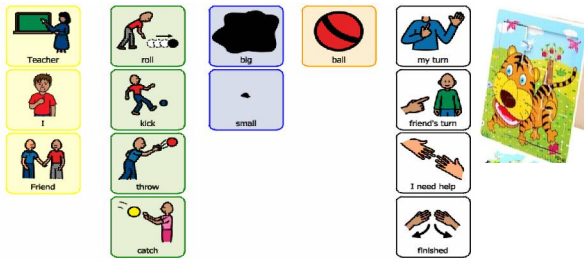 Teacher
roll
big
ball
my turn
I
kick
small
friend's turn
Friend
throw
I need help
catch
finished